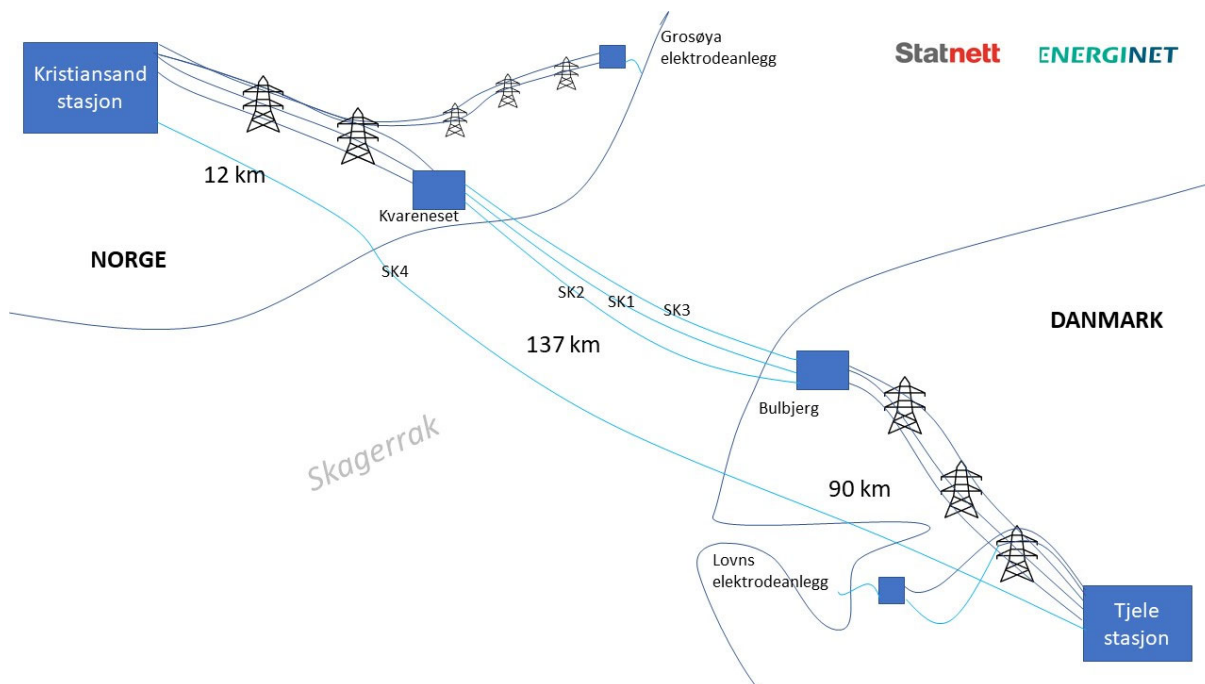 Grosøya
elektrodeanlegg
Statnett
ENERGINET
Kristiansand
stasjon
12 km
Kvareneset
NORGE
SK4
SK2
SK1
SK3
137 km
DANMARK
Bulbjerg
Skagerrak
90 km
Lovns
elektrodeanlegg
Tjele
stasjon